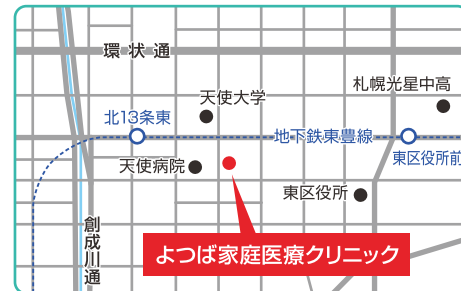 環状通
札幌光星中高
天使大学
北13条東
地下鉄東豊線
東区役所前
天使病院
東区役所
創成川通
よつば家庭医療クリニック